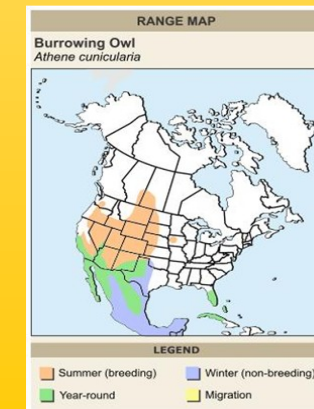 RANGE MAP
Burrowing Owl
Athene cunicularia
LEGEND
Summer (breeding)
Winter (non-breeding)
Year-round
Migration